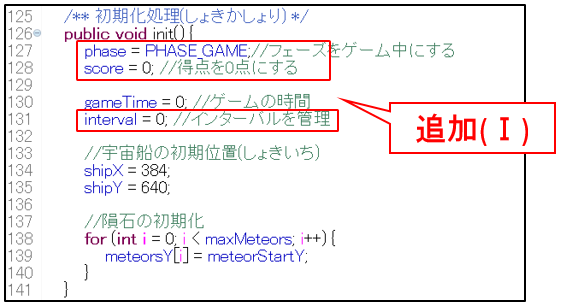 125 /** 初期化処理(しょきかしょり) */
126 public void init() {
127 phase = PHASE_GAME;//フェーズをゲーム中にする
128 score = 0; //得点を0点にする
129
130 gameTime = 0; //ゲームの時間
131 interval = 0; //インターバルを管理
132
133 //宇宙船の初期位置(しょきいち)
134 shipX = 384;
135 shipY = 640;
136
137 //隕石の初期化
138 for (int i = 0; i < maxMeteors; i++) {
139 meteorsY[i] = meteorStartY;
140 }
141 }
追加(Ⅰ)